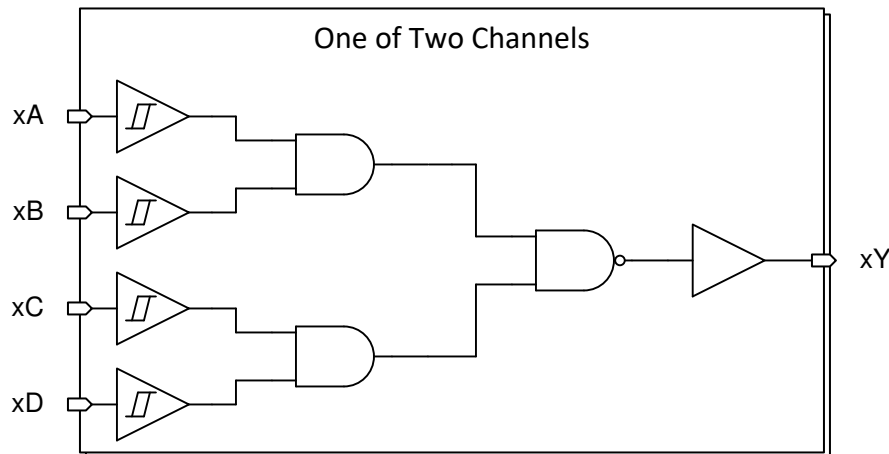 One of Two Channels
xA
xB
xC
xD
xY